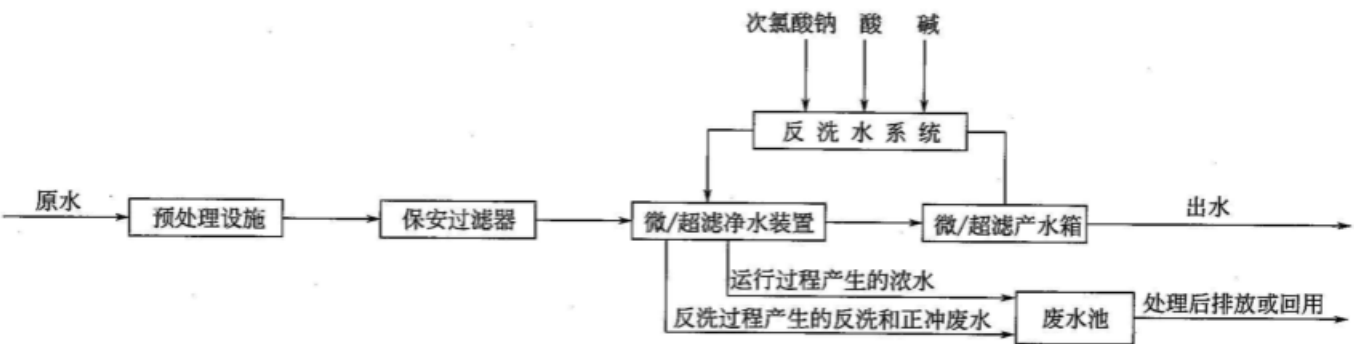 次氯酸钠 酸 碱
反洗水系统
原水
预处理设施
保安过滤器
微/超滤净水装置
微/超滤产水箱
出水
运行过程产生的浓水
反洗过程产生的反洗和正冲废水
废水池
处理后排放或回用